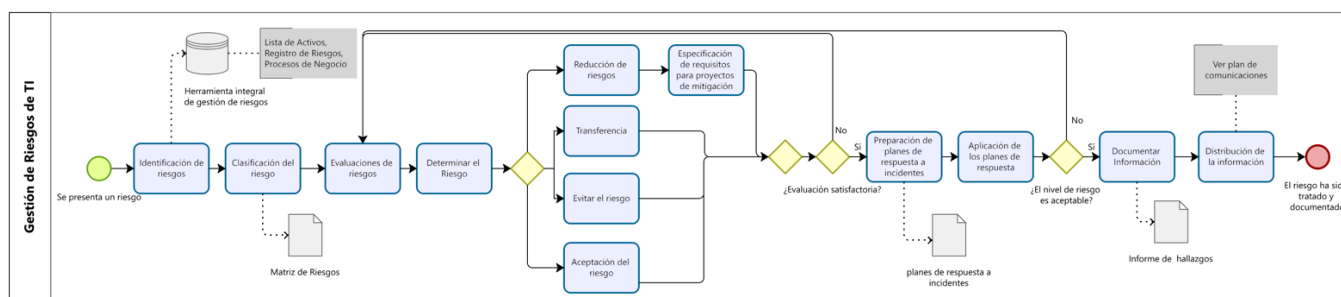 Gestión de Riesgos de TI
Lista de Activos,
Registro de Riesgos,
Procesos de Negocio
Herramienta integral
de gestión de riesgos
Se presenta un riesgo
Identificación de
riesgos
Clasificación del
riesgo
Matriz de Riesgos
Evaluaciones de
riesgos
Determinar el
Riesgo
Reducción de
riesgos
Especificación
de requisitos
para proyectos
de mitigación
Transferencia
Evitar el riesgo
Aceptación del
riesgo
¿Evaluación satisfactoria?
No
Sí
Preparación de
planes de
respuesta a
incidentes
planes de respuesta a
incidentes
Aplicación de
los planes de
respuesta
¿El nivel de riesgo
es aceptable?
No
Sí
Documentar
Información
Informe de hallazgos
Distribución de
la información
Ver plan de
comunicaciones
El riesgo ha sid
tratado y
documentado